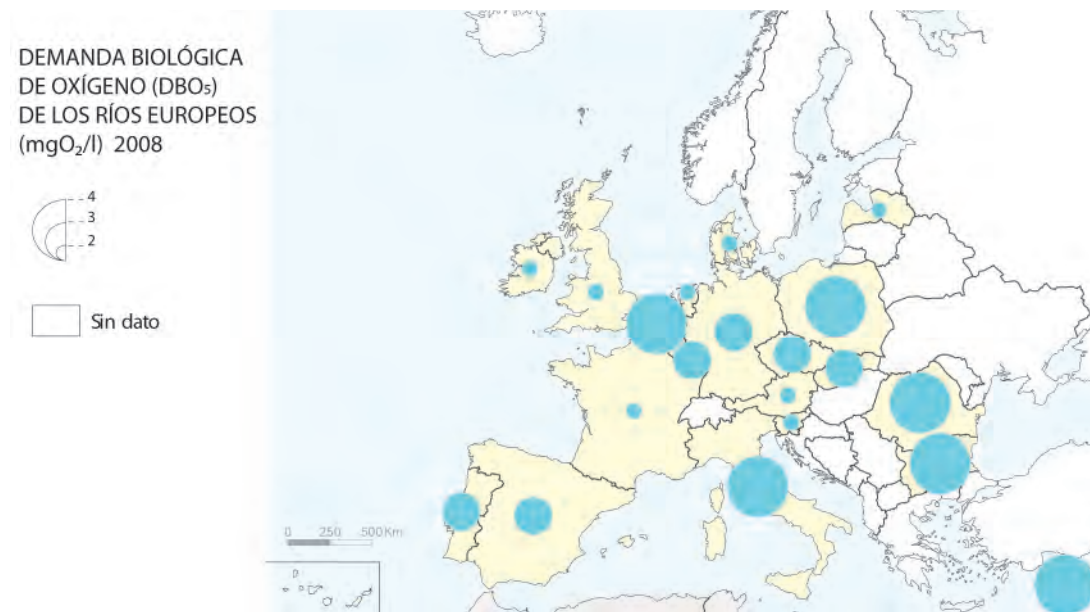 DEMANDA BIOLÓGICA
DE OXÍGENO (DBO₅)
DE LOS RÍOS EUROPEOS
(mgO₂/l) 2008
4
3
2
Sin dato
0 250 500 Km